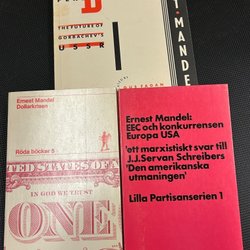 THE FUTURE OF
GORBACHEV'S
USSR
MANDE
Ernest Mandel
Dollarkrisen
Röda böcker 5
TED STATES OF A
IN GOD WE TRUST
ONE
Ernest Mandel:
EEC och konkurrensen
Europa USA
'ett marxistiskt svar till
J.J.Servan Schreibers
'Den amerikanska
utmaningen'
Lilla Partisanserien 1